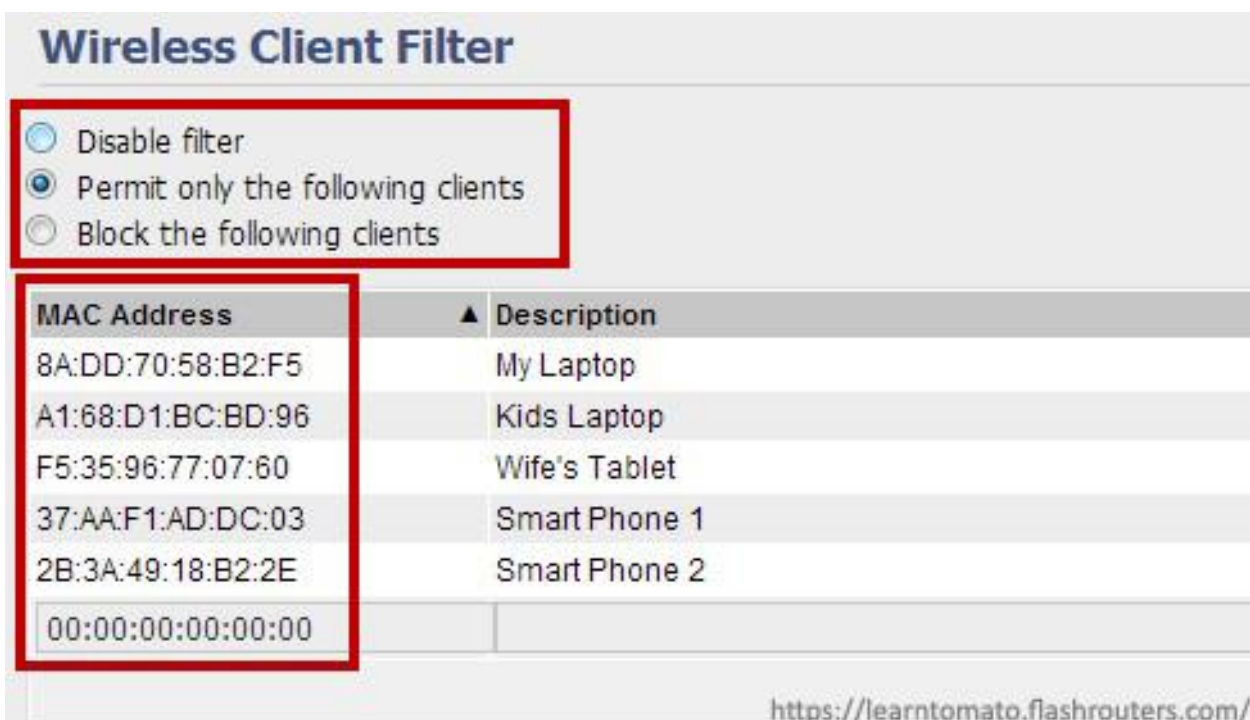 Wireless Client Filter
Disable filter
Permit only the following clients
Block the following clients
MAC Address ▲ Description
8A:DD:70:58:B2:F5 My Laptop
A1:68:D1:BC:BD:96 Kids Laptop
F5:35:96:77:07:60 Wife's Tablet
37:AA:F1:AD:DC:03 Smart Phone 1
2B:3A:49:18:B2:2E Smart Phone 2
00:00:00:00:00:00
https://learntomato.flashrouters.com/